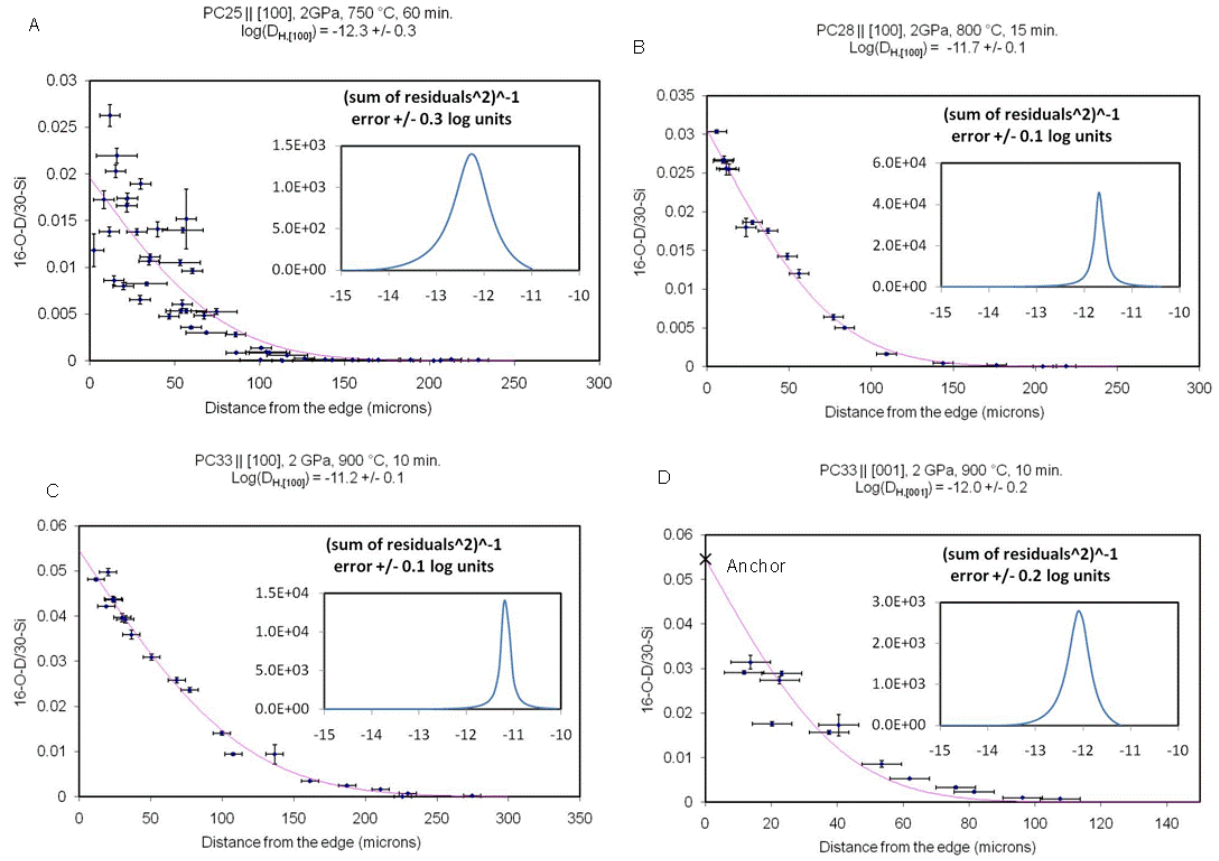 A
PC25 || [100], 2GPa, 750 °C, 60 min.
log(D_H,[100]) = -12.3 +/- 0.3
16-O-D/30-Si
0.03
0.025
0.02
0.015
0.01
0.005
0
0 50 100 150 200 250 300
Distance from the edge (microns)
(sum of residuals^2)^-1
error +/- 0.3 log units
1.5E+03
1.0E+03
5.0E+02
0.0E+00
-15 -14 -13 -12 -11 -10
B
PC28 || [100], 2GPa, 800 °C, 15 min.
Log(D_H,[100]) = -11.7 +/- 0.1
16-O-D/30-Si
0.035
0.03
0.025
0.02
0.015
0.01
0.005
0
0 50 100 150 200 250 300
Distance from the edge (microns)
(sum of residuals^2)^-1
error +/- 0.1 log units
6.0E+04
4.0E+04
2.0E+04
0.0E+00
-15 -14 -13 -12 -11 -10
C
PC33 || [100], 2 GPa, 900 °C, 10 min.
Log(D_H,[100]) = -11.2 +/- 0.1
16-O-D/30-Si
0.06
0.05
0.04
0.03
0.02
0.01
0
0 50 100 150 200 250 300 350
Distance from the edge (microns)
(sum of residuals^2)^-1
error +/- 0.1 log units
1.5E+04
1.0E+04
5.0E+03
0.0E+00
-15 -14 -13 -12 -11 -10
D
PC33 || [001], 2 GPa, 900 °C, 10 min.
Log(D_H,[001]) = -12.0 +/- 0.2
16-O-D/30-Si
0.06
0.05
0.04
0.03
0.02
0.01
0
0 20 40 60 80 100 120 140
Distance from the edge (microns)
Anchor
(sum of residuals^2)^-1
error +/- 0.2 log units
3.0E+03
2.0E+03
1.0E+03
0.0E+00
-15 -14 -13 -12 -11 -10